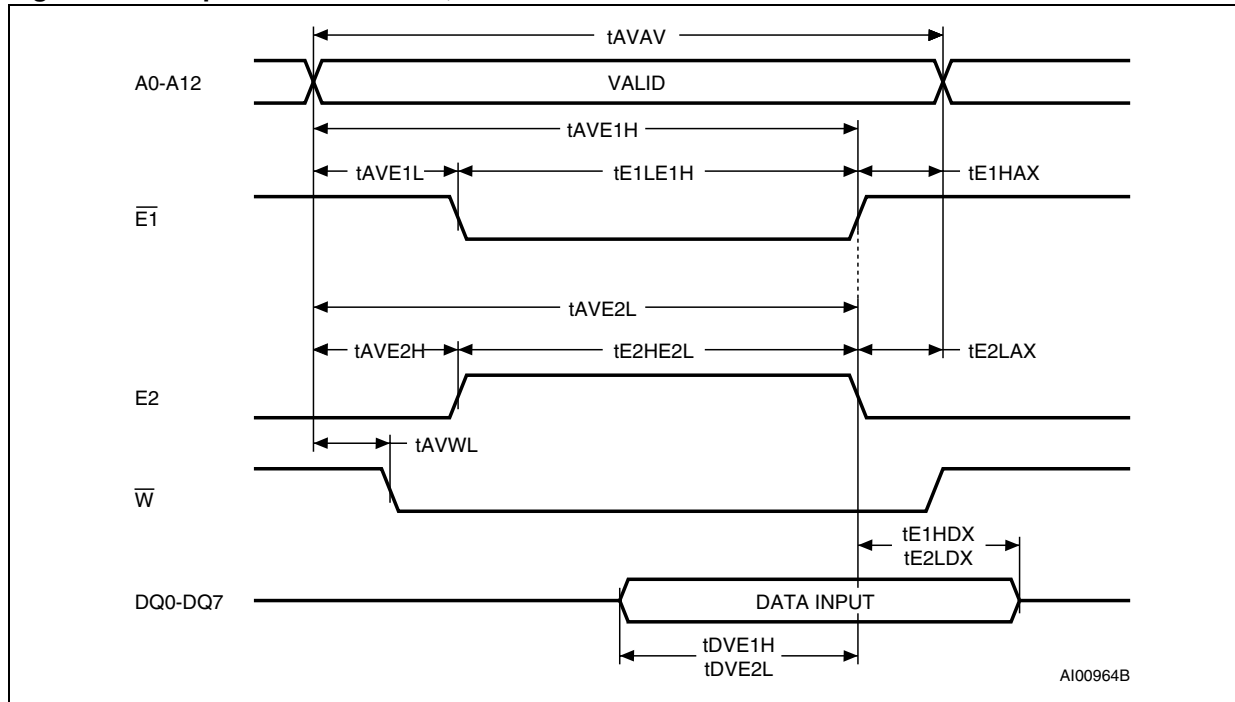 tAVAV
A0-A12
VALID
tAVE1H
tAVE1L
tE1LE1H
tE1HAX
E1
tAVE2L
tAVE2H
tE2HE2L
tE2LAX
E2
tAVWL
W
tE1HDX
tE2LDX
DQ0-DQ7
DATA INPUT
tDVE1H
tDVE2L
AI00964B